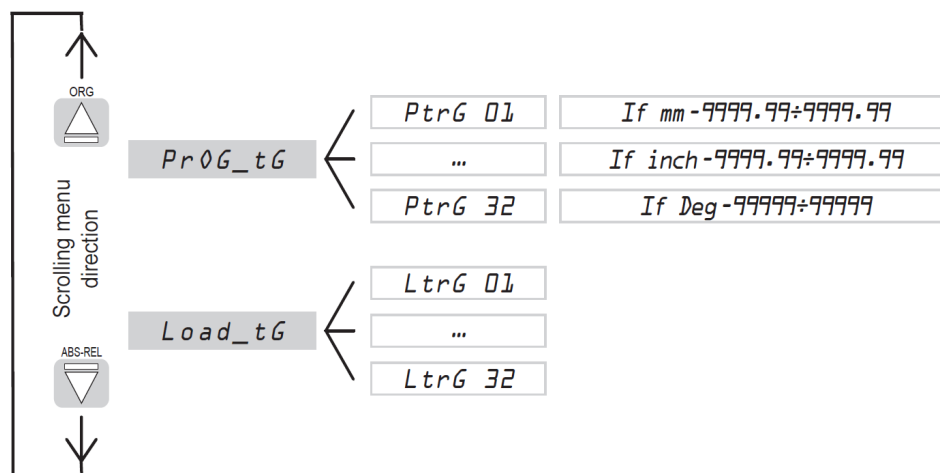 ORG
PtrG 01 If mm-9999.99÷9999.99
Pr0G_tG ... If inch-9999.99÷9999.99
PtrG 32 If Deg-99999÷99999
Scrolling menu
direction
LtrG 01
Load_tG ...
ABS-REL
LtrG 32